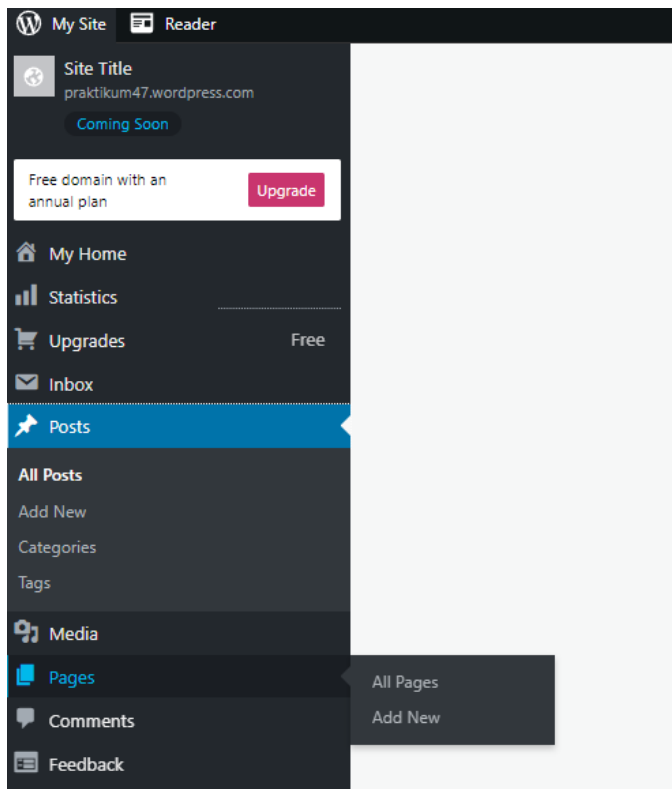 My Site Reader
Site Title
praktikum47.wordpress.com
Coming Soon
Free domain with an
annual plan
Upgrade
My Home
Statistics
Upgrades Free
Inbox
Posts
All Posts
Add New
Categories
Tags
Media
Pages
All Pages
Add New
Comments
Feedback